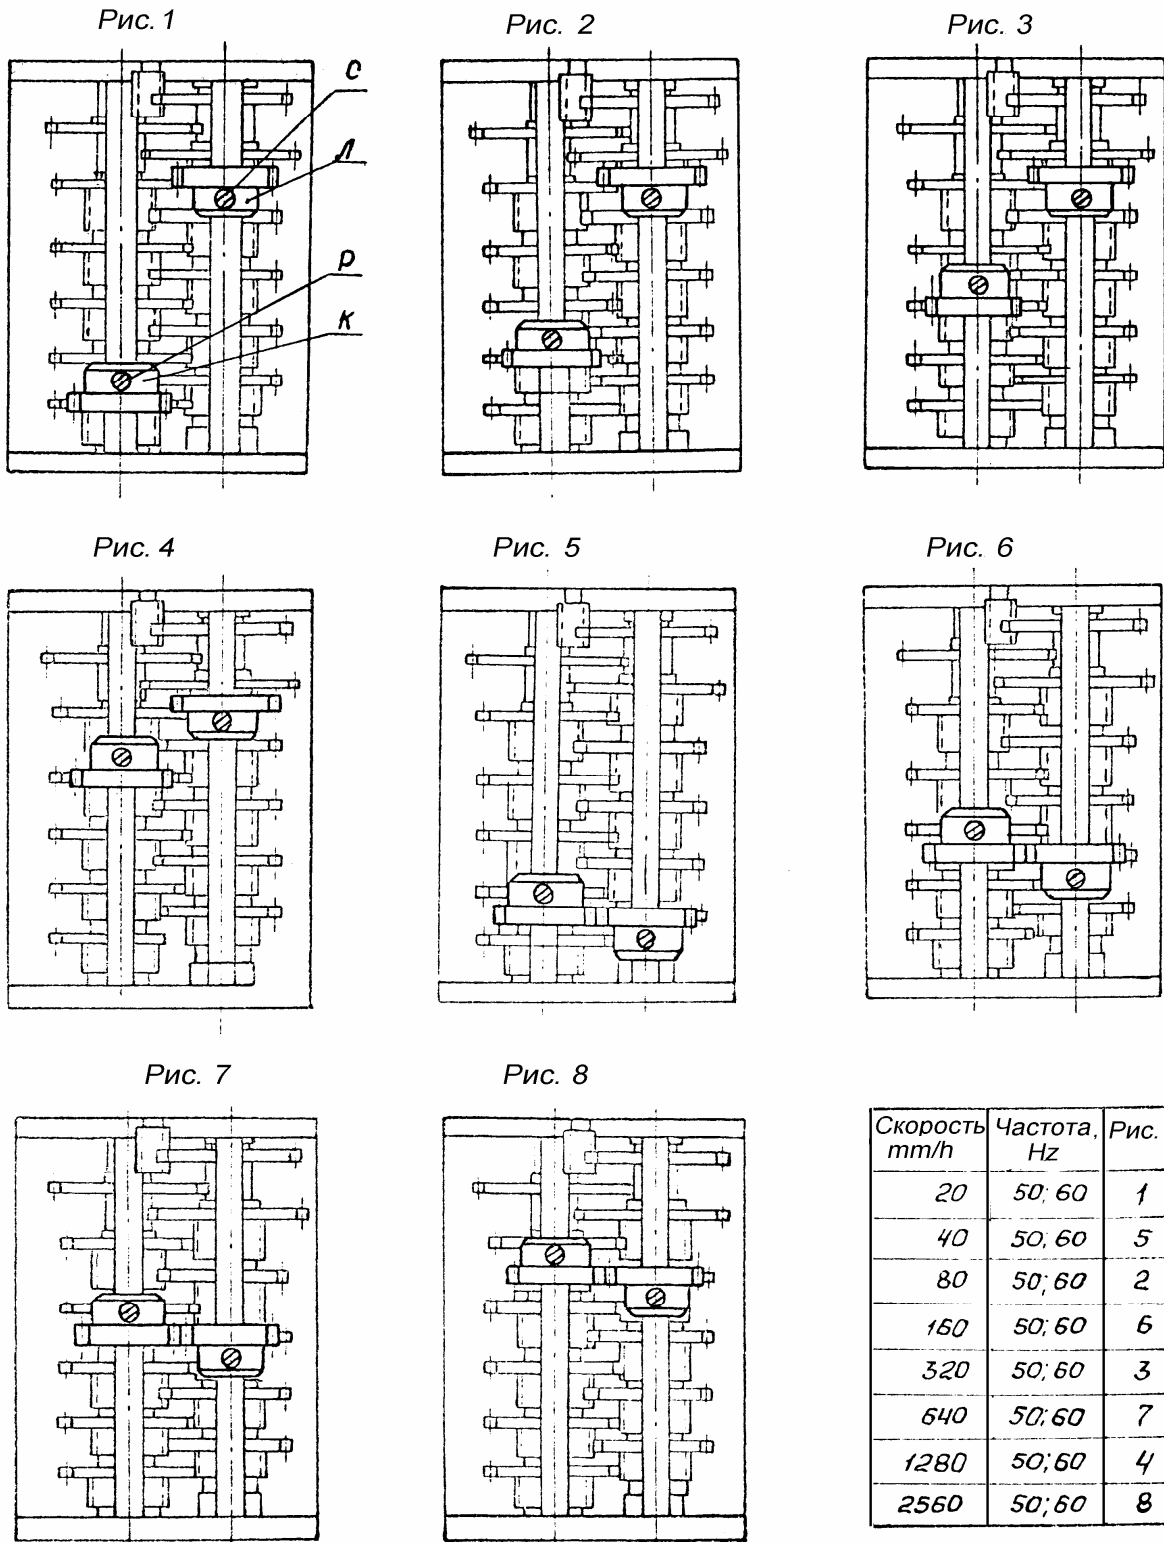 Рис. 1
Рис. 2
Рис. 3
С
Л
Р
К
Рис. 4
Рис. 5
Рис. 6
Рис. 7
Рис. 8
Скорость mm/h Частота, Hz Рис.
20 50; 60 1
40 50; 60 5
80 50; 60 2
160 50; 60 6
320 50; 60 3
640 50; 60 7
1280 50; 60 4
2560 50; 60 8